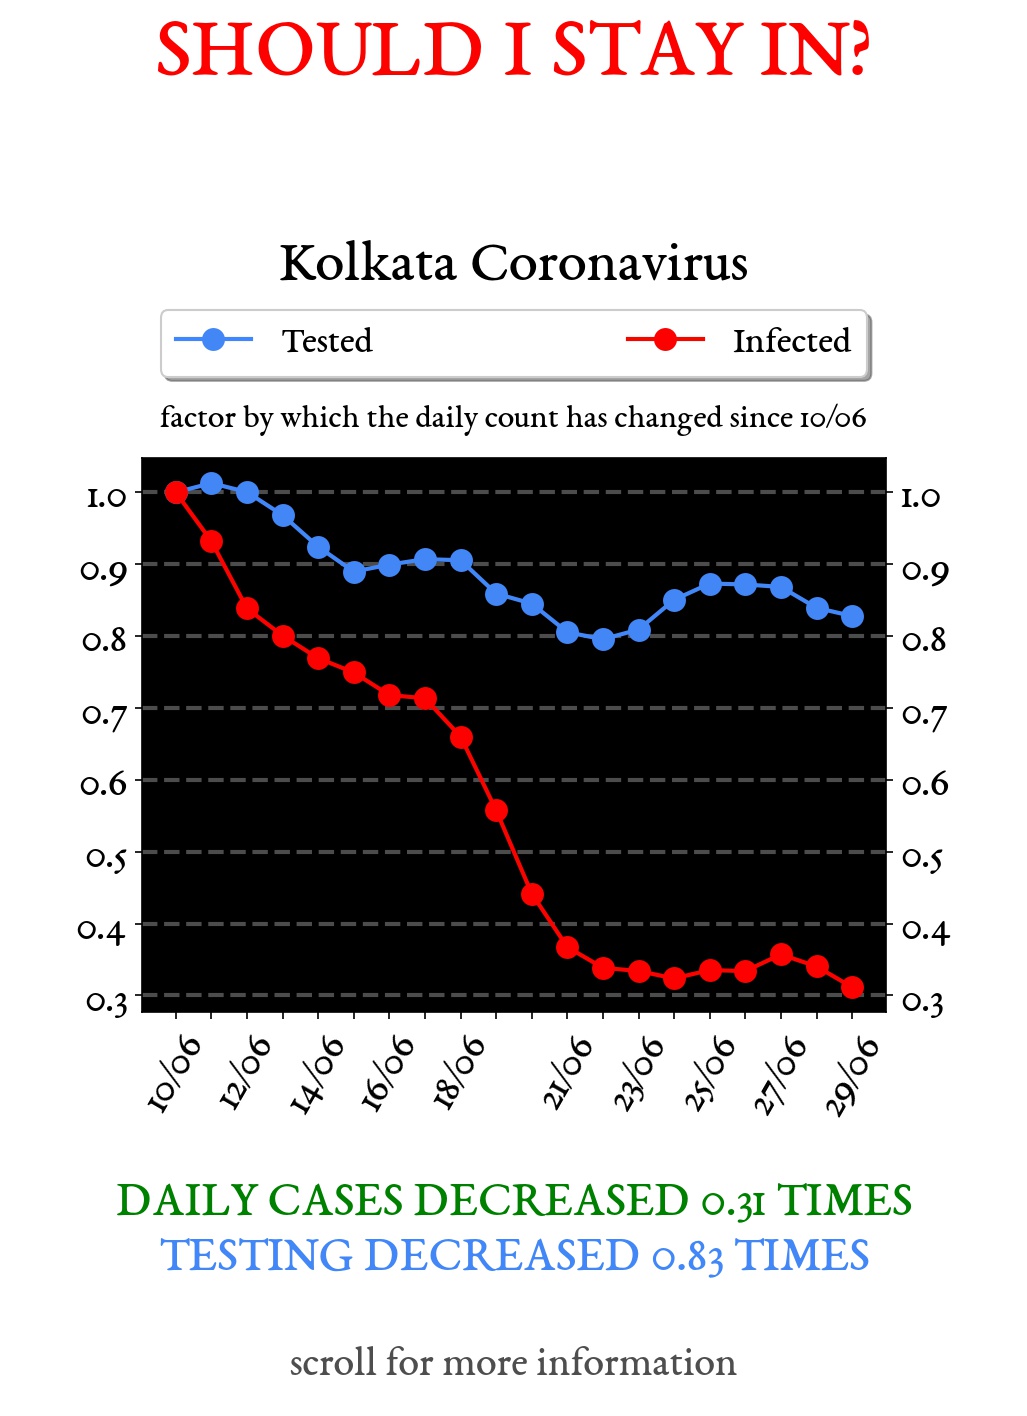 SHOULD I STAY IN?
Kolkata Coronavirus
Tested Infected
factor by which the daily count has changed since 10/06
1.0 1.0
0.9 0.9
0.8 0.8
0.7 0.7
0.6 0.6
0.5 0.5
0.4 0.4
0.3 0.3
10/06 12/06 14/06 16/06 18/06 21/06 23/06 25/06 27/06 29/06
DAILY CASES DECREASED 0.31 TIMES
TESTING DECREASED 0.83 TIMES
scroll for more information